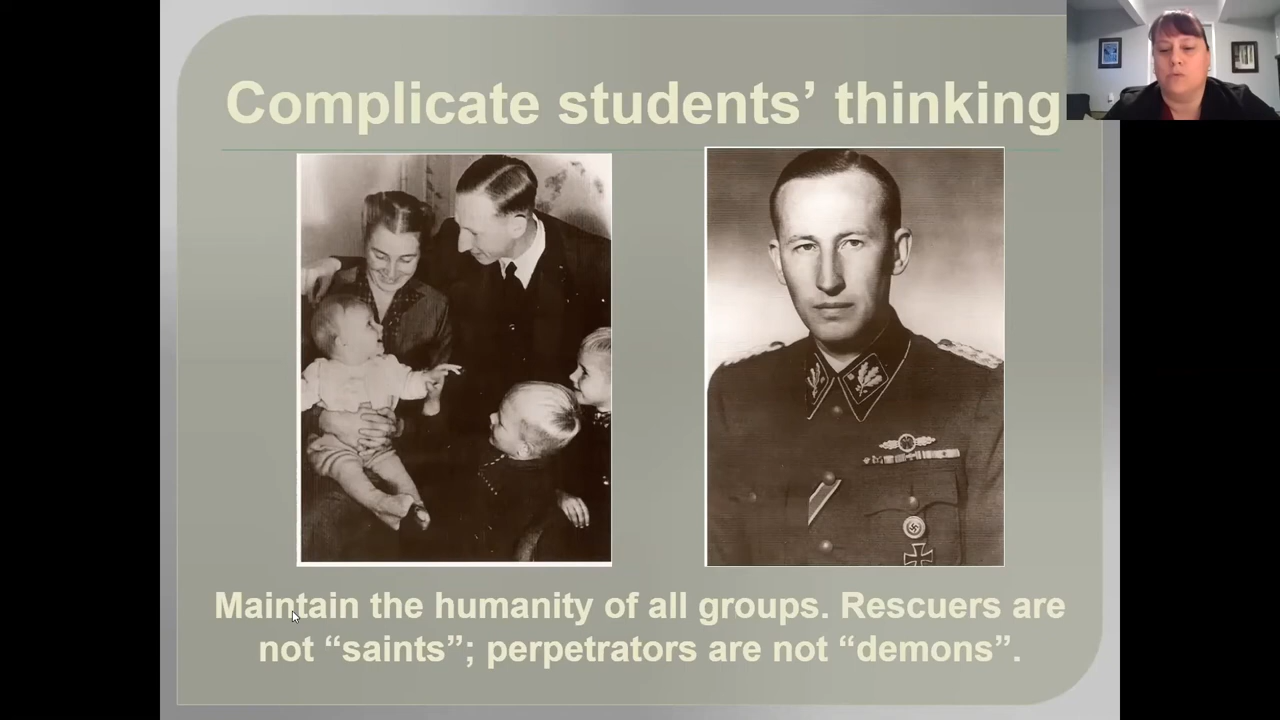 Complicate students’ thinking
Maintain the humanity of all groups. Rescuers are
not “saints”; perpetrators are not “demons”.